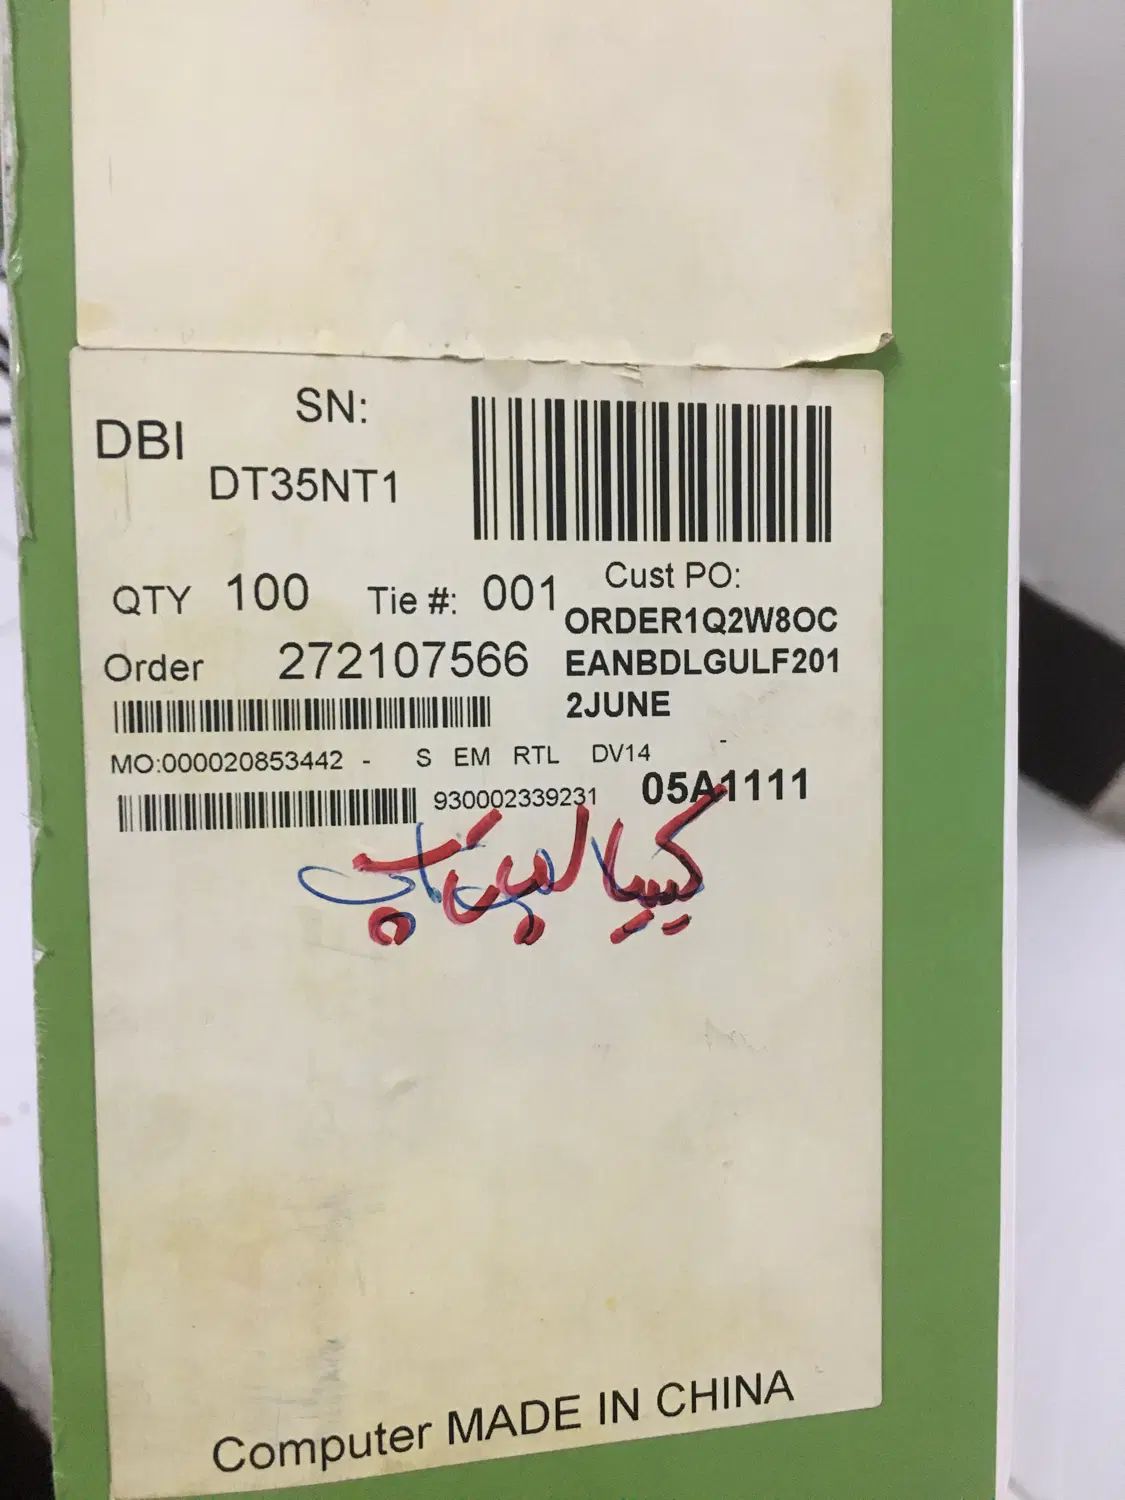 SN:
DBI
DT35NT1
QTY 100 Tie #: 001
Cust PO:
ORDER1Q2W8OC
EANBDLGULF201
2JUNE
Order 272107566
MO:000020853442 - S EM RTL DV14 -
930002339231 05A1111
Computer MADE IN CHINA